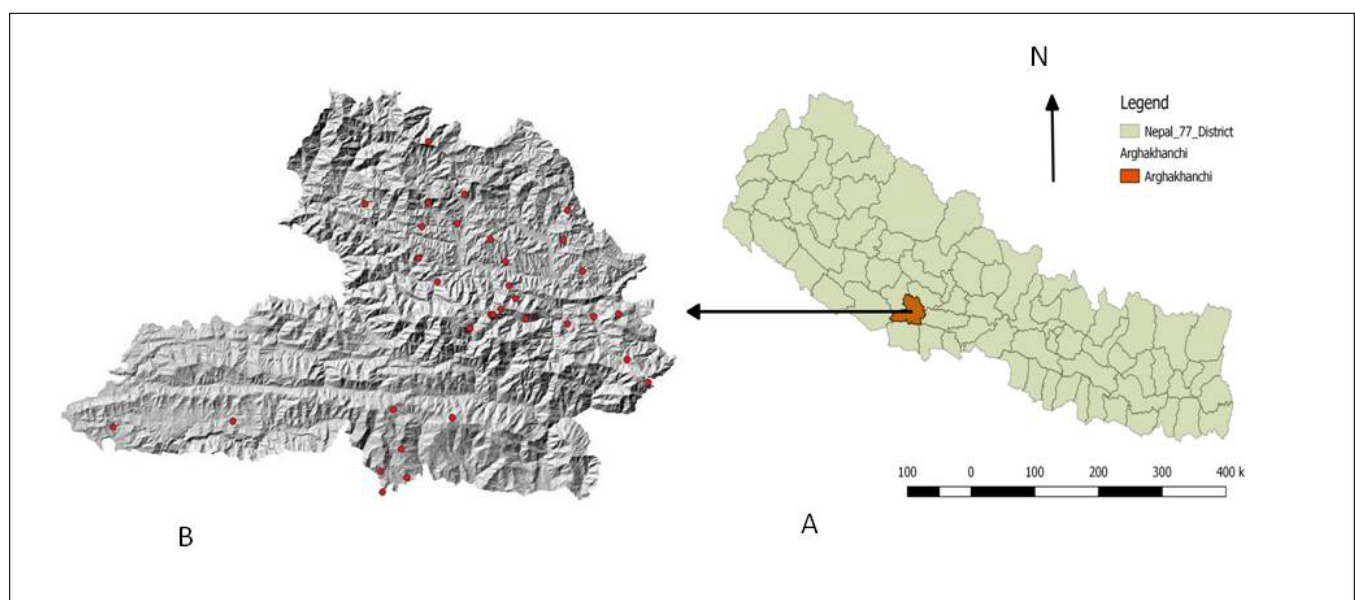 N
Legend
Nepal_77_District
Arghakhanchi
Arghakhanchi
100 0 100 200 300 400 k
A
B